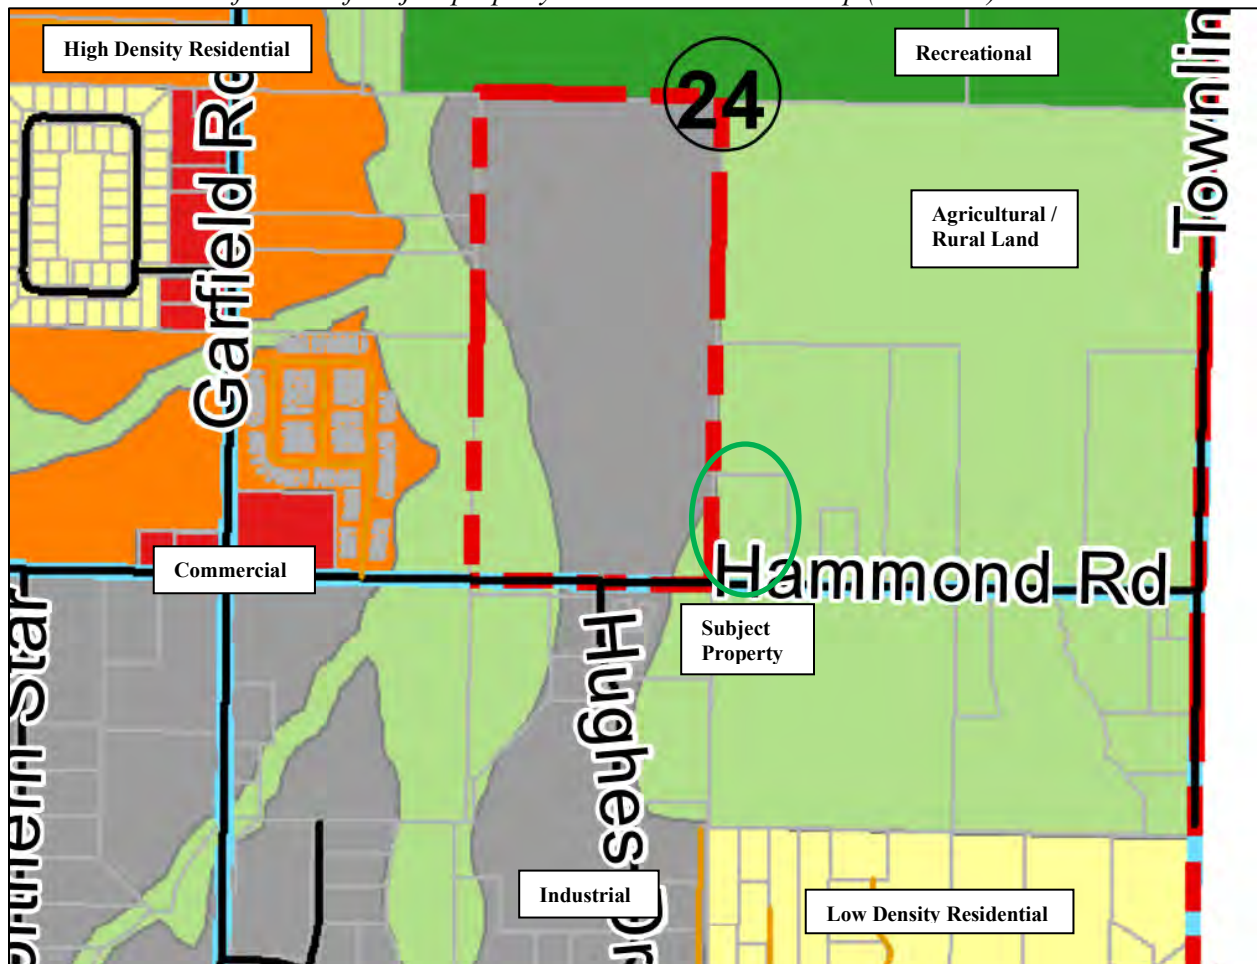 High Density Residential
Recreational
24
Garfield Rd
Townlin
Agricultural /
Rural Land
Commercial
Hammond Rd
Subject
Property
Hughes Dr
Industrial
Low Density Residential